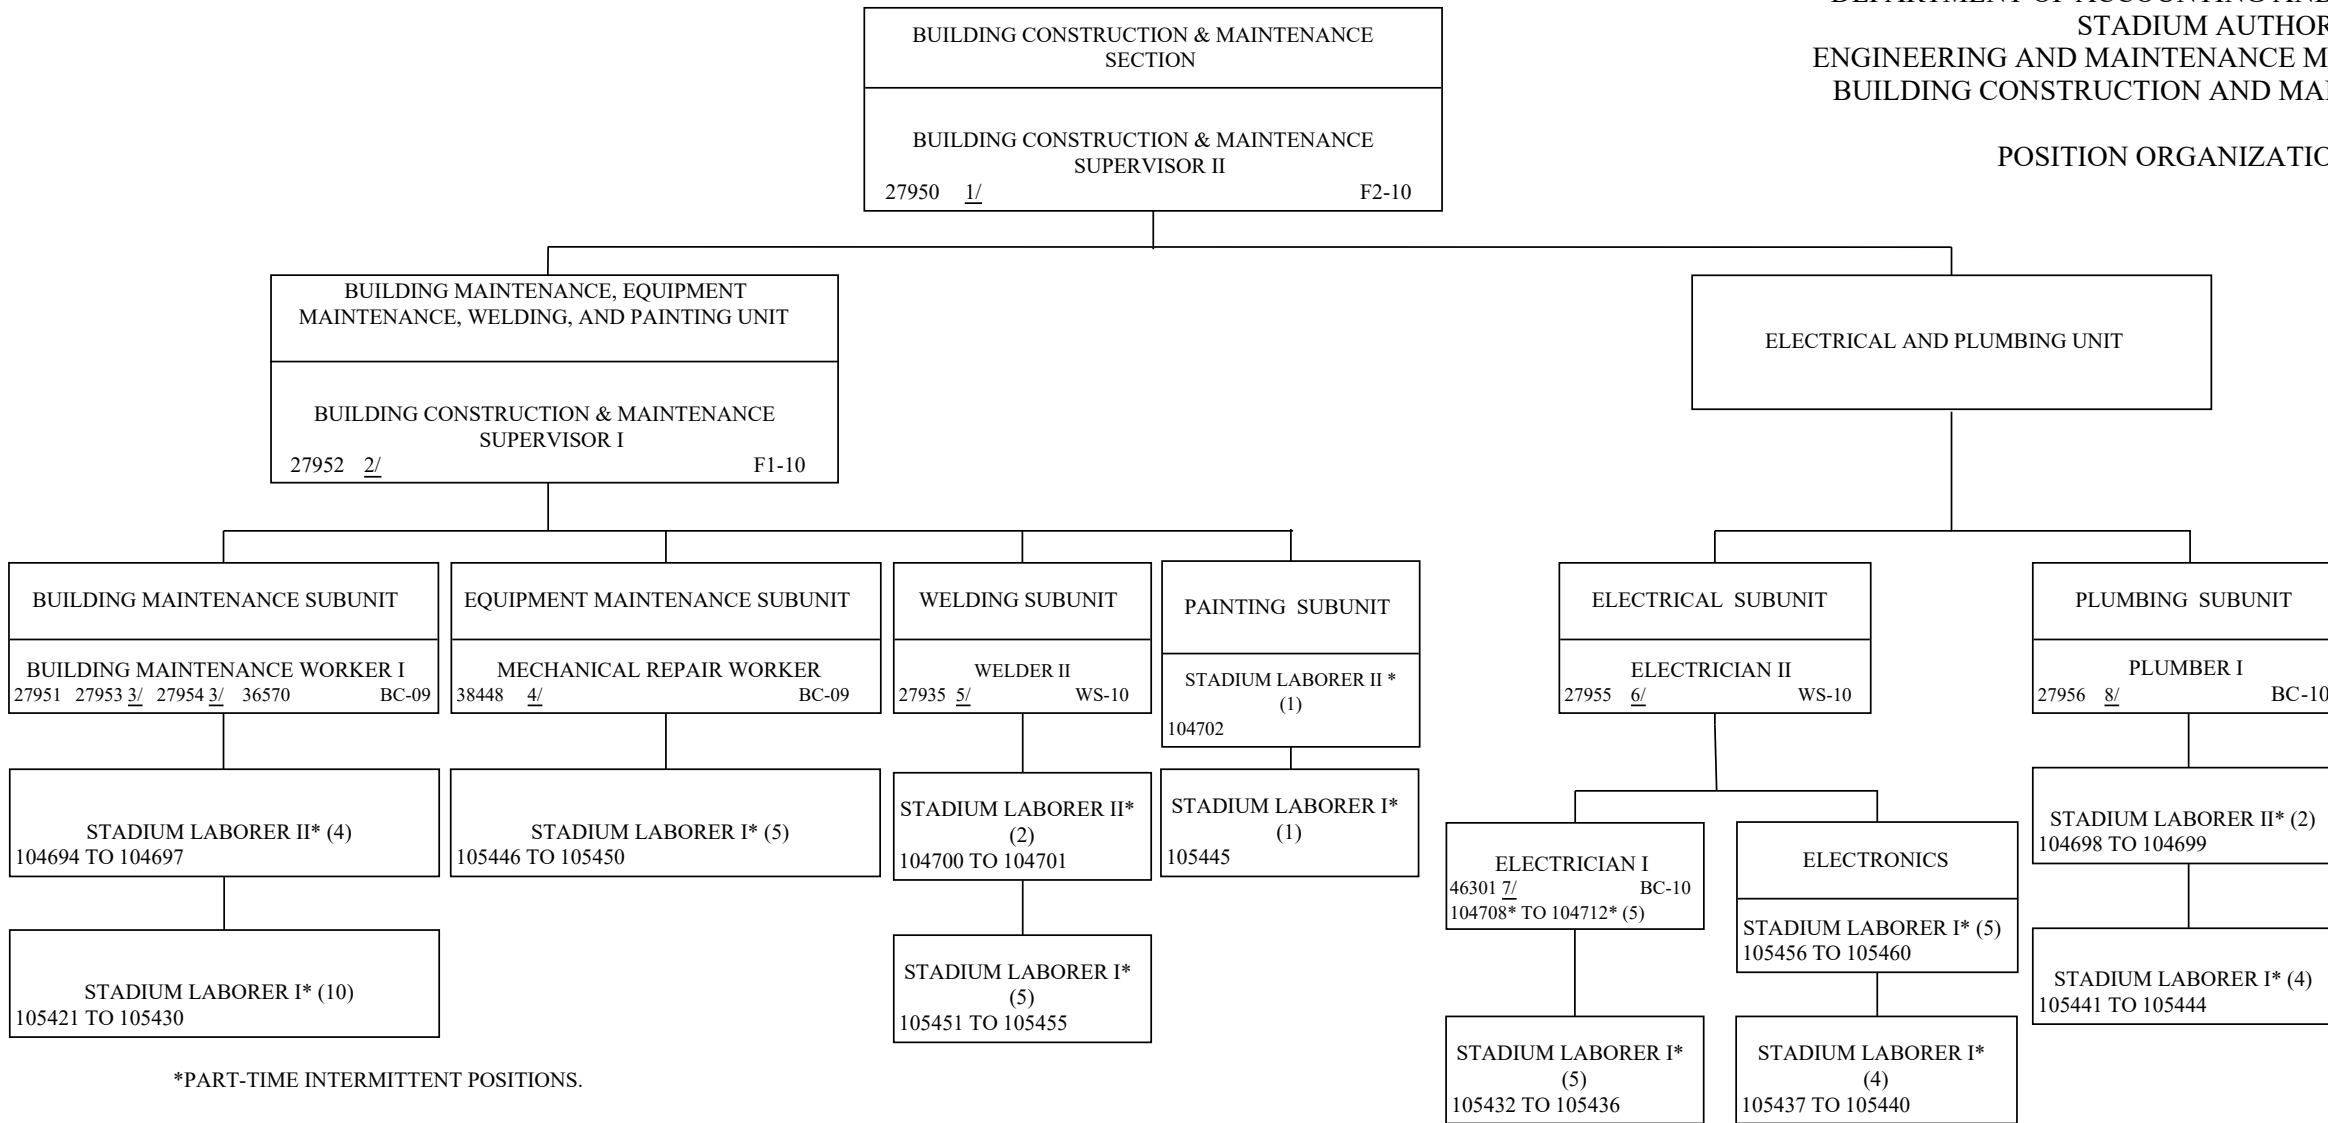 DEPARTMENT OF ACCOUNTING AND
STADIUM AUTHOR
ENGINEERING AND MAINTENANCE M
BUILDING CONSTRUCTION AND MAI
POSITION ORGANIZATIO
BUILDING CONSTRUCTION & MAINTENANCE
SECTION
BUILDING CONSTRUCTION & MAINTENANCE
SUPERVISOR II
27950 1/ F2-10
BUILDING MAINTENANCE, EQUIPMENT
MAINTENANCE, WELDING, AND PAINTING UNIT
BUILDING CONSTRUCTION & MAINTENANCE
SUPERVISOR I
27952 2/ F1-10
ELECTRICAL AND PLUMBING UNIT
BUILDING MAINTENANCE SUBUNIT
BUILDING MAINTENANCE WORKER I
27951 27953 3/ 27954 3/ 36570 BC-09
STADIUM LABORER II* (4)
104694 TO 104697
STADIUM LABORER I* (10)
105421 TO 105430
EQUIPMENT MAINTENANCE SUBUNIT
MECHANICAL REPAIR WORKER
38448 4/ BC-09
STADIUM LABORER I* (5)
105446 TO 105450
WELDING SUBUNIT
WELDER II
27935 5/ WS-10
STADIUM LABORER II*
(2)
104700 TO 104701
STADIUM LABORER I*
(5)
105451 TO 105455
PAINTING SUBUNIT
STADIUM LABORER II *
(1)
104702
STADIUM LABORER I*
(1)
105445
ELECTRICAL SUBUNIT
ELECTRICIAN II
27955 6/ WS-10
ELECTRICIAN I
46301 7/ BC-10
104708* TO 104712* (5)
STADIUM LABORER I*
(5)
105432 TO 105436
ELECTRONICS
STADIUM LABORER I* (5)
105456 TO 105460
STADIUM LABORER I*
(4)
105437 TO 105440
PLUMBING SUBUNIT
PLUMBER I
27956 8/ BC-10
STADIUM LABORER II* (2)
104698 TO 104699
STADIUM LABORER I* (4)
105441 TO 105444
*PART-TIME INTERMITTENT POSITIONS.